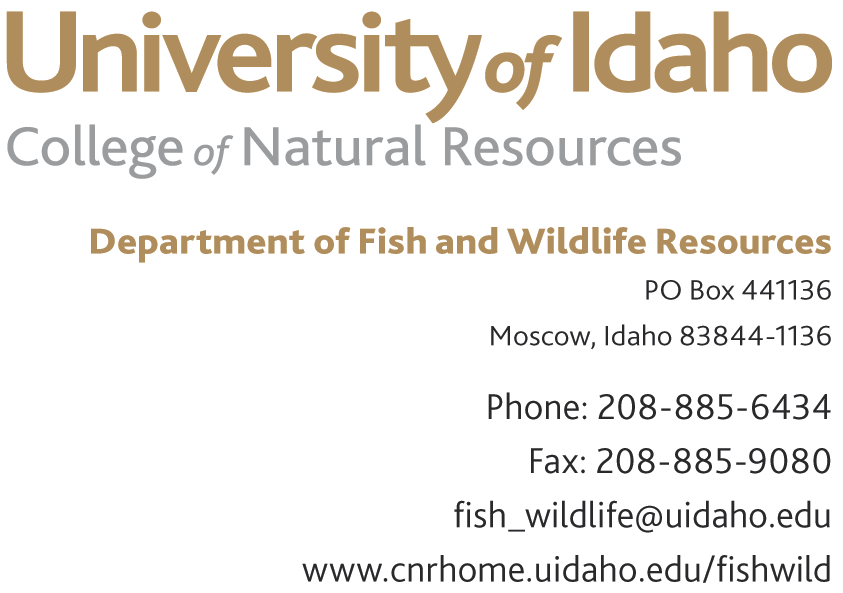 University of Idaho
College of Natural Resources
Department of Fish and Wildlife Resources
PO Box 441136
Moscow, Idaho 83844-1136
Phone: 208-885-6434
Fax: 208-885-9080
fish_wildlife@uidaho.edu
www.cnrhome.uidaho.edu/fishwild